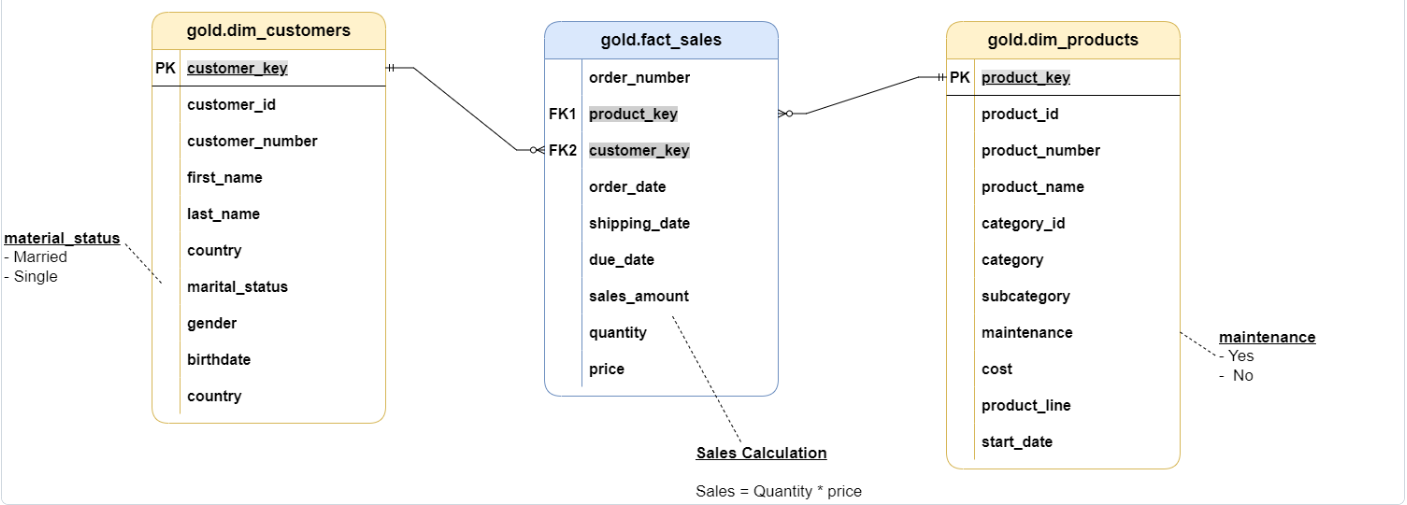 gold.dim_customers
PK customer_key
customer_id
customer_number
first_name
last_name
country
marital_status
gender
birthdate
country
material_status
- Married
- Single
gold.fact_sales
order_number
FK1 product_key
FK2 customer_key
order_date
shipping_date
due_date
sales_amount
quantity
price
Sales Calculation
Sales = Quantity * price
gold.dim_products
PK product_key
product_id
product_number
product_name
category_id
category
subcategory
maintenance
cost
product_line
start_date
maintenance
- Yes
- No